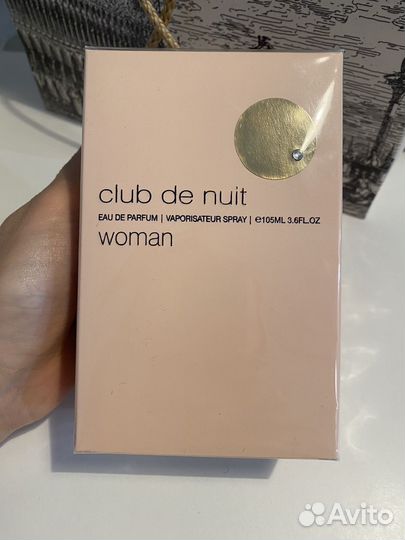 club de nuit
EAU DE PARFUM | VAPORISATEUR SPRAY | ℮105ML 3.6FL.OZ
woman
Avito